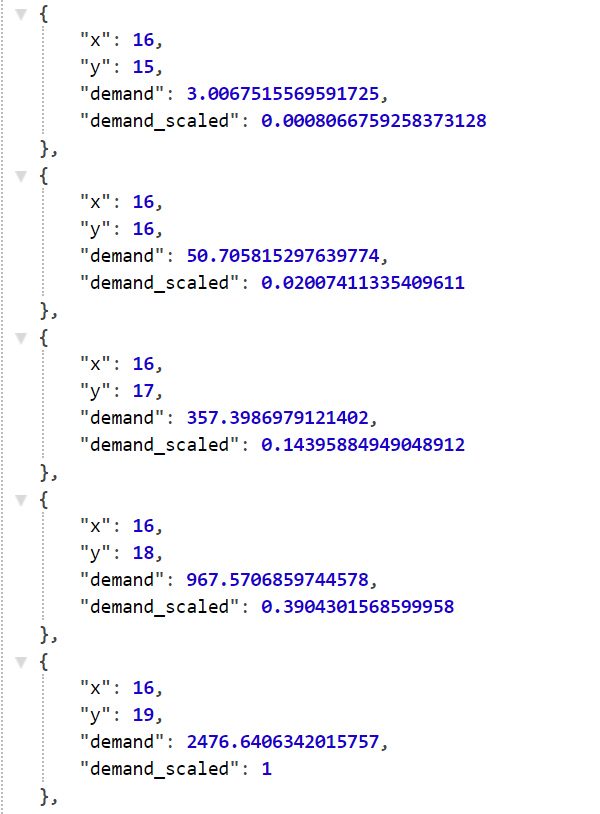 {
"x": 16,
"y": 15,
"demand": 3.0067515569591725,
"demand_scaled": 0.0008066759258373128
},
{
"x": 16,
"y": 16,
"demand": 50.705815297639774,
"demand_scaled": 0.02007411335409611
},
{
"x": 16,
"y": 17,
"demand": 357.3986979121402,
"demand_scaled": 0.14395884949048912
},
{
"x": 16,
"y": 18,
"demand": 967.5706859744578,
"demand_scaled": 0.3904301568599958
},
{
"x": 16,
"y": 19,
"demand": 2476.6406342015757,
"demand_scaled": 1
},